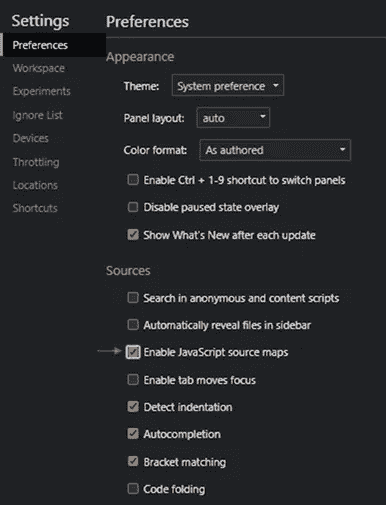 Settings
Preferences
Workspace
Experiments
Ignore List
Devices
Throttling
Locations
Shortcuts
Preferences
Appearance
Theme: System preference
Panel layout: auto
Color format: As authored
Enable Ctrl + 1-9 shortcut to switch panels
Disable paused state overlay
Show What's New after each update
Sources
Search in anonymous and content scripts
Automatically reveal files in sidebar
Enable JavaScript source maps
Enable tab moves focus
Detect indentation
Autocompletion
Bracket matching
Code folding